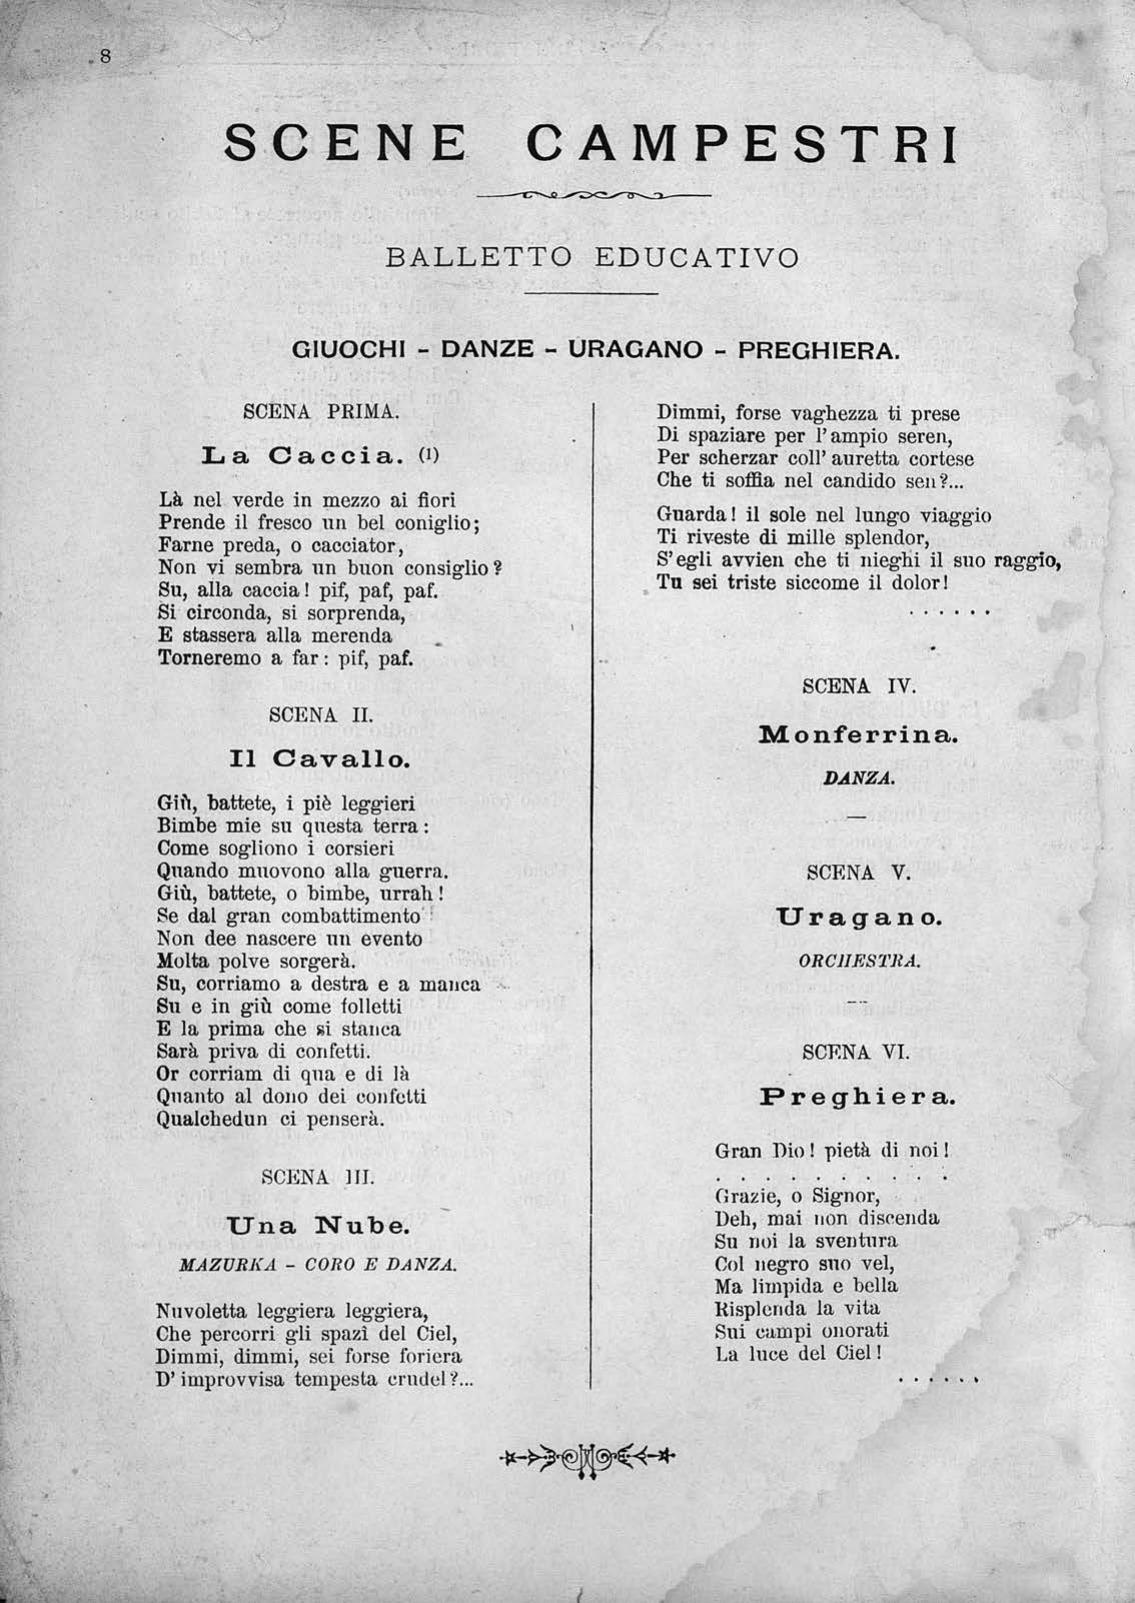 8
SCENE CAMPESTRI
BALLETTO EDUCATIVO
GIUOCHI - DANZE - URAGANO - PREGHIERA.
SCENA PRIMA.
La Caccia. (1)
Là nel verde in mezzo ai fiori
Prende il fresco un bel coniglio;
Farne preda, o cacciator,
Non vi sembra un buon consiglio?
Su, alla caccia! pif, paf, paf.
Si circonda, si sorprenda,
E stassera alla merenda
Torneremo a far: pif, paf.
SCENA II.
Il Cavallo.
Giù, battete, i piè leggieri
Bimbe mie su questa terra:
Come sogliono i corsieri
Quando muovono alla guerra.
Giù, battete, o bimbe, urrah!
Se dal gran combattimento
Non dee nascere un evento
Molta polve sorgerà.
Su, corriamo a destra e a manca
Su e in giù come folletti
E la prima che si stanca
Sarà priva di confetti.
Or corriam di qua e di là
Quanto al dono dei confetti
Qualchedun ci penserà.
SCENA III.
Una Nube.
MAZURKA - CORO E DANZA.
Nuvoletta leggiera leggiera,
Che percorri gli spazî del Ciel,
Dimmi, dimmi, sei forse foriera
D'improvvisa tempesta crudel?...
Dimmi, forse vaghezza ti prese
Di spaziare per l'ampio seren,
Per scherzar coll'auretta cortese
Che ti soffia nel candido sen?...
Guarda! il sole nel lungo viaggio
Ti riveste di mille splendor,
S'egli avvien che ti nieghi il suo raggio,
Tu sei triste siccome il dolor!
. . . . . .
SCENA IV.
Monferrina.
DANZA.
SCENA V.
Uragano.
ORCHESTRA.
SCENA VI.
Preghiera.
Gran Dio! pietà di noi!
. . . . . . . . . .
Grazie, o Signor,
Deh, mai non discenda
Su noi la sventura
Col negro suo vel,
Ma limpida e bella
Risplenda la vita
Sui campi onorati
La luce del Ciel!
. . . . . .